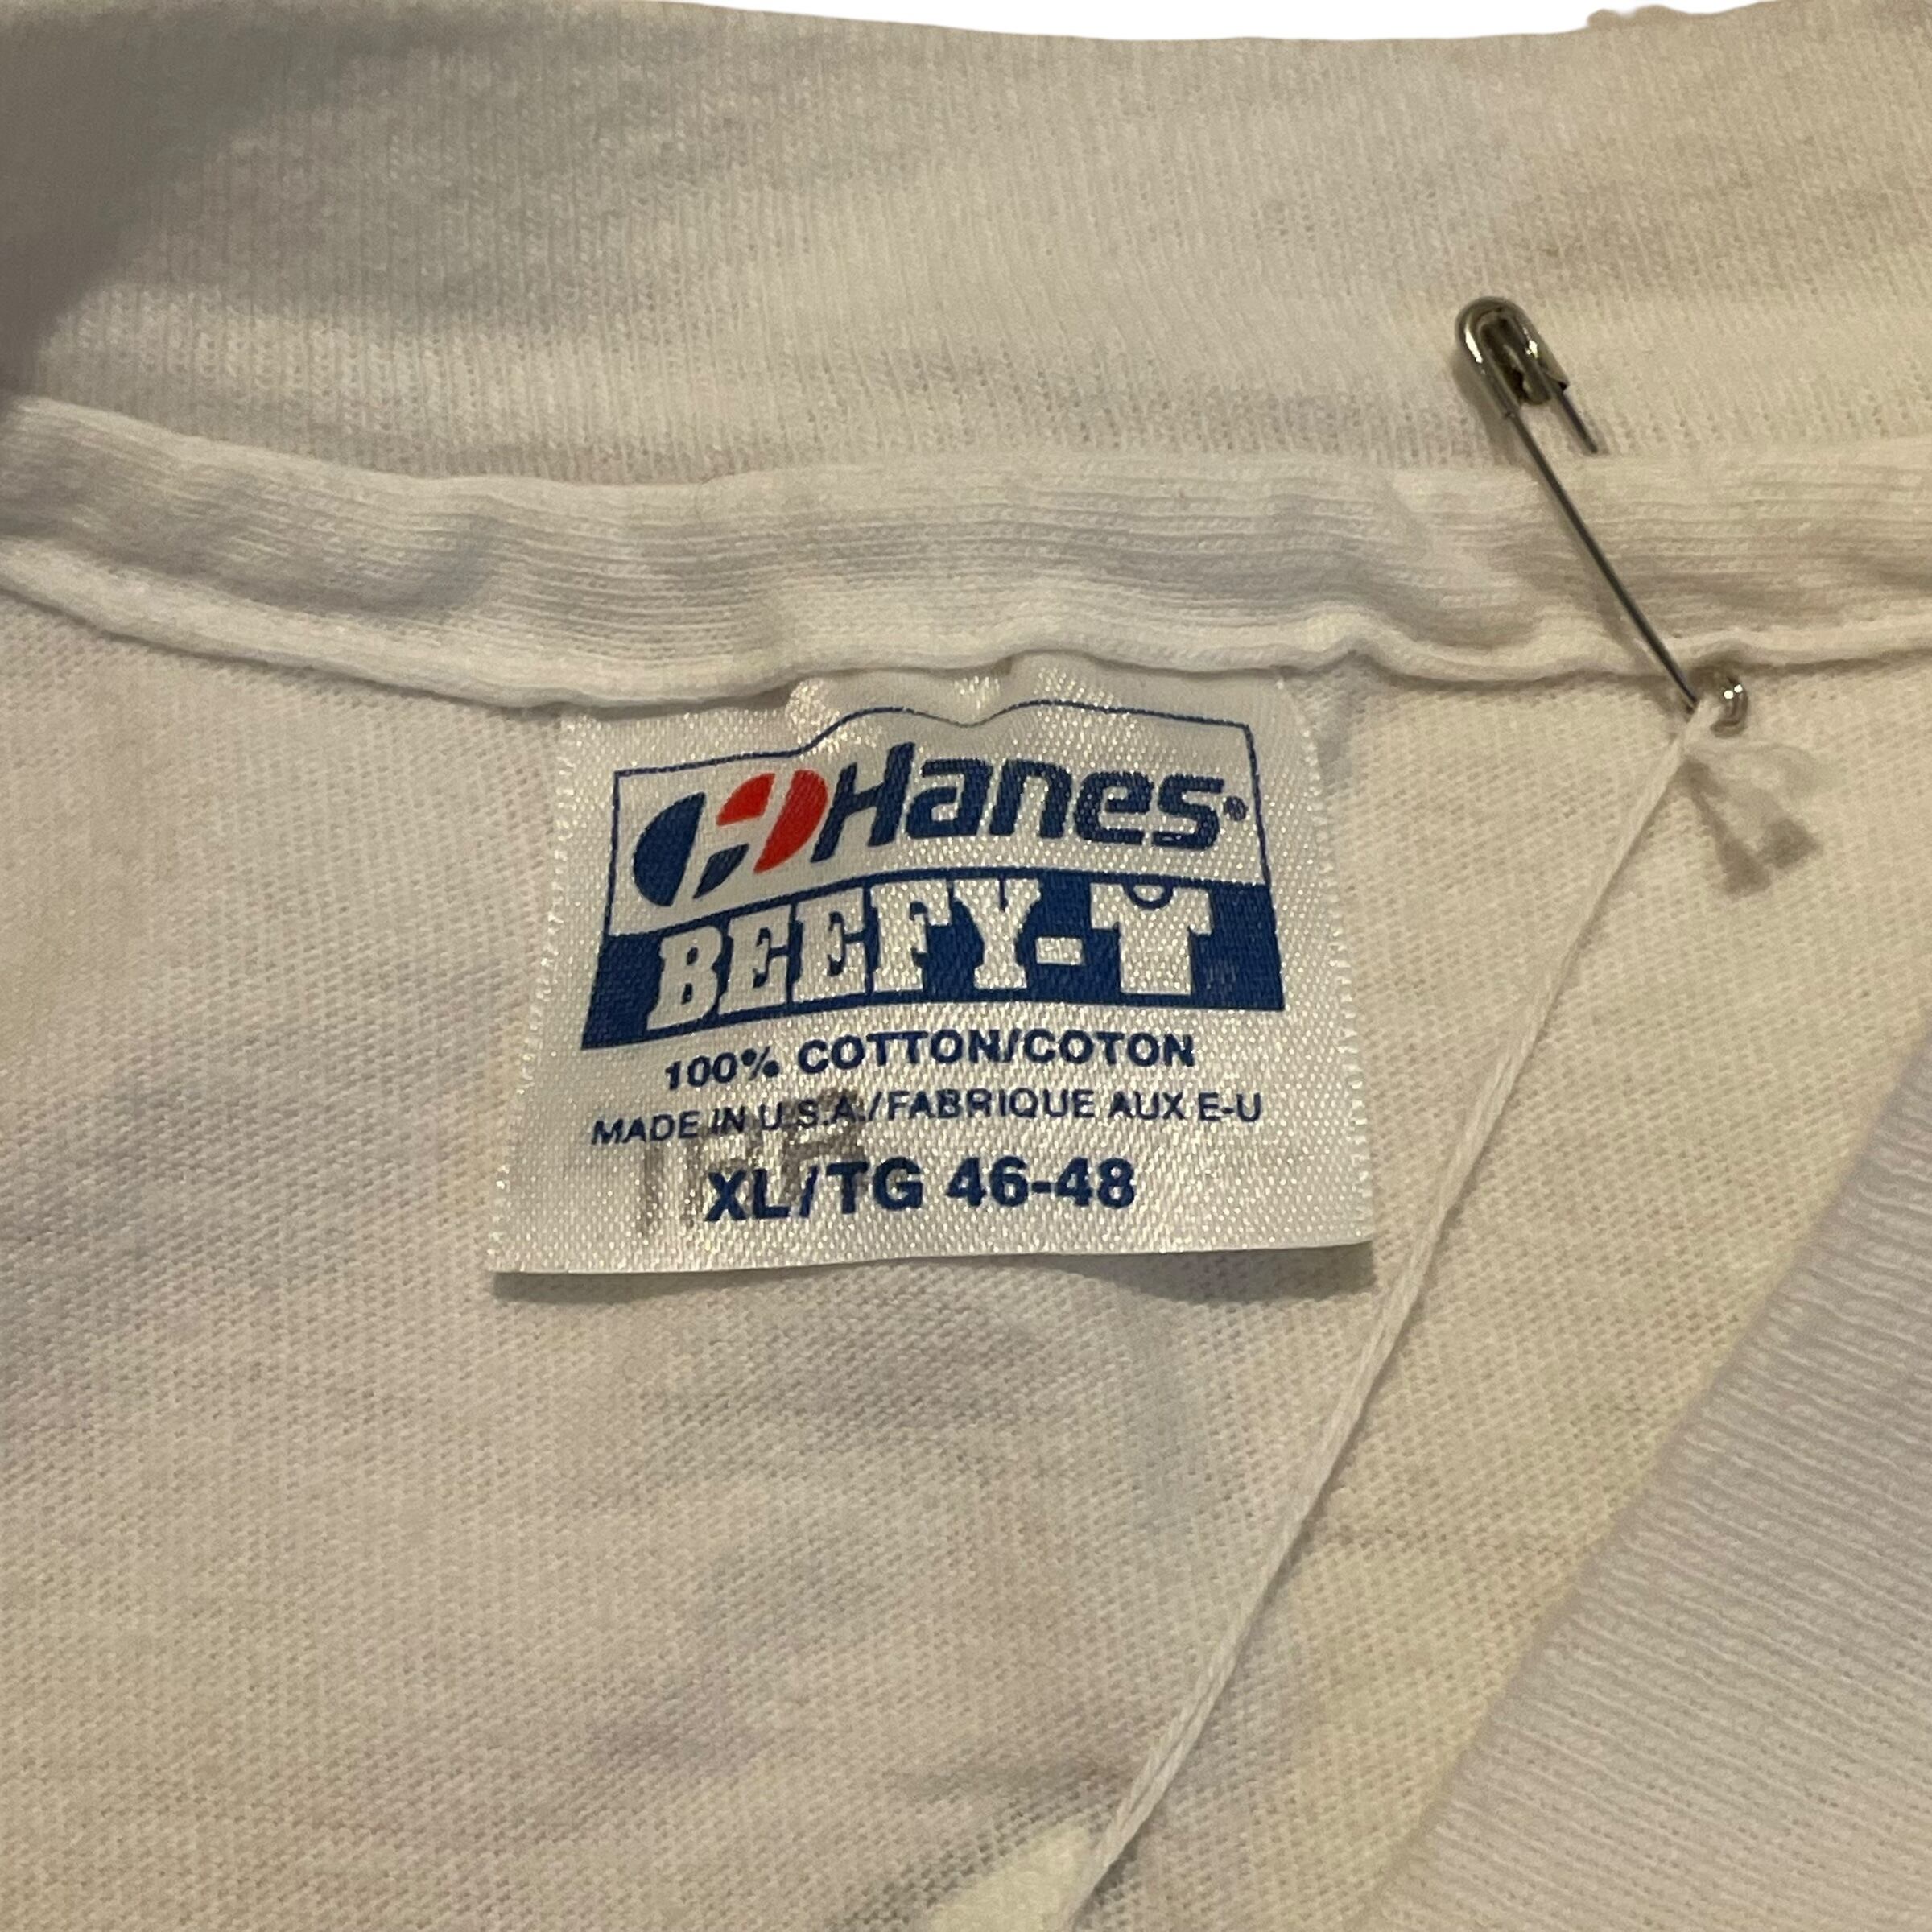 Hanes®
BEEFY-T
100% COTTON/COTON
MADE IN U.S.A./FABRIQUE AUX E-U
XL/TG 46-48